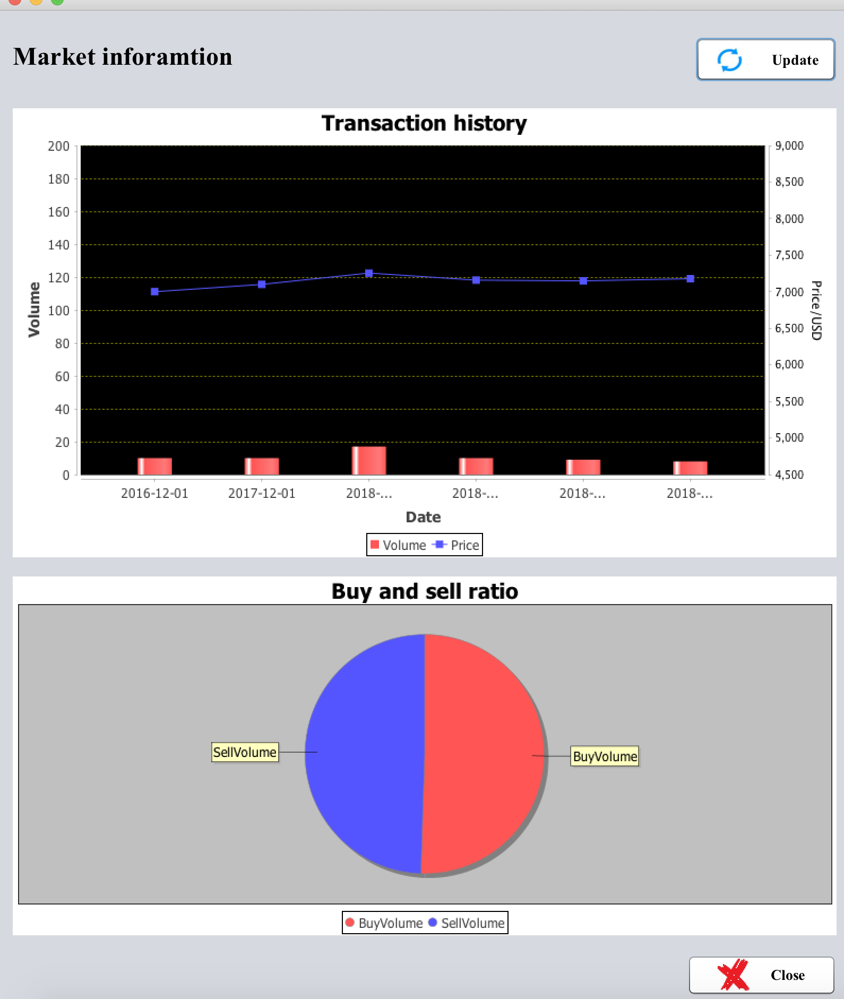 Market inforamtion
Update
Transaction history
200
180
160
140
120
100
80
60
40
20
0
Volume
9,000
8,500
8,000
7,500
7,000
6,500
6,000
5,500
5,000
4,500
Price/USD
2016-12-01 2017-12-01 2018-... 2018-... 2018-... 2018-...
Date
Volume Price
Buy and sell ratio
SellVolume
BuyVolume
BuyVolume SellVolume
Close